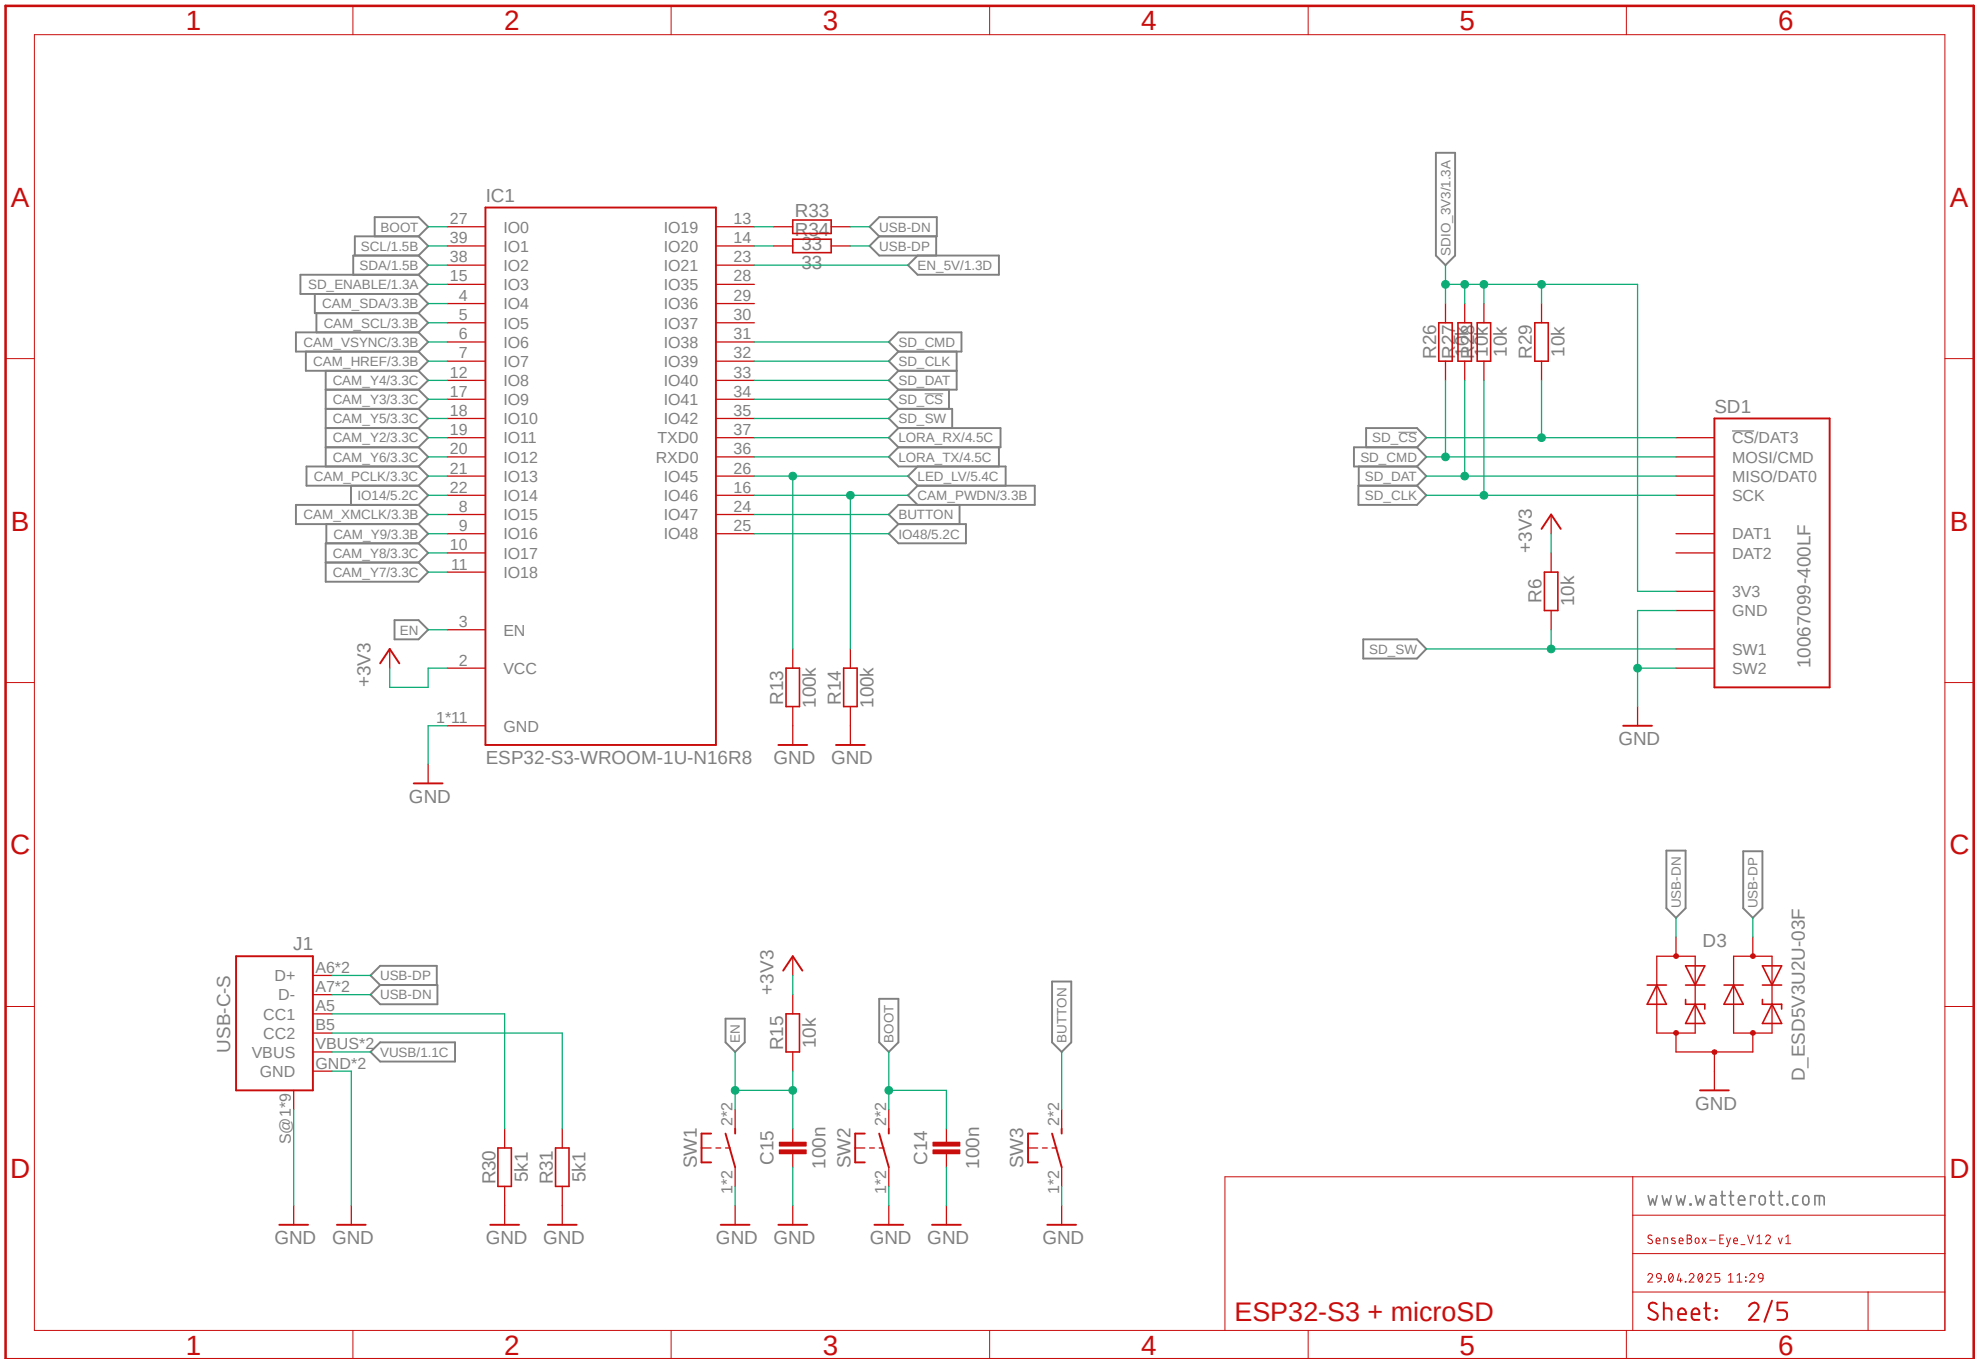 1 2 3 4 5 6
A A
B B
C C
D D
IC1
BOOT 27 IO0
SCL/1.5B 39 IO1
SDA/1.5B 38 IO2
SD_ENABLE/1.3A 15 IO3
CAM_SDA/3.3B 4 IO4
CAM_SCL/3.3B 5 IO5
CAM_VSYNC/3.3B 6 IO6
CAM_HREF/3.3B 7 IO7
CAM_Y4/3.3C 12 IO8
CAM_Y3/3.3C 17 IO9
CAM_Y5/3.3C 18 IO10
CAM_Y2/3.3C 19 IO11
CAM_Y6/3.3C 20 IO12
CAM_PCLK/3.3C 21 IO13
IO14/5.2C 22 IO14
CAM_XMCLK/3.3B 8 IO15
CAM_Y9/3.3B 9 IO16
CAM_Y8/3.3C 10 IO17
CAM_Y7/3.3C 11 IO18
EN 3 EN
+3V3 2 VCC
1*11 GND
GND
IO19 13 R33 33 USB-DN
IO20 14 R34 33 USB-DP
IO21 23 EN_5V/1.3D
IO35 28
IO36 29
IO37 30
IO38 31 SD_CMD
IO39 32 SD_CLK
IO40 33 SD_DAT
IO41 34 SD_CS
IO42 35 SD_SW
TXD0 37 LORA_RX/4.5C
RXD0 36 LORA_TX/4.5C
IO45 26 LED_LV/5.4C
IO46 16 CAM_PWDN/3.3B
IO47 24 BUTTON
IO48 25 IO48/5.2C
R13 100k R14 100k
GND GND
ESP32-S3-WROOM-1U-N16R8
SDIO_3V3/1.3A
R26 10k R27 10k R28 10k R29 10k
SD1
SD_CS CS/DAT3
SD_CMD MOSI/CMD
SD_DAT MISO/DAT0
SD_CLK SCK
DAT1
DAT2
3V3
GND
SD_SW SW1
SW2
+3V3
R6 10k
10067099-400LF
GND
USB-DN USB-DP
D3
D_ESD5V3U2U-03F
GND
J1
USB-C-S
D+ A6*2 USB-DP
D- A7*2 USB-DN
CC1 A5
CC2 B5
VBUS VBUS*2 VUSB/1.1C
GND GND*2
S@1*9
R30 5k1 R31 5k1
GND GND GND GND
+3V3
EN R15 10k BOOT BUTTON
SW1 2*2 1*2 C15 100n
SW2 2*2 1*2 C14 100n
SW3 2*2 1*2
GND GND GND GND GND
www.watterott.com
SenseBox-Eye_V12 v1
29.04.2025 11:29
ESP32-S3 + microSD
Sheet: 2/5
1 2 3 4 5 6